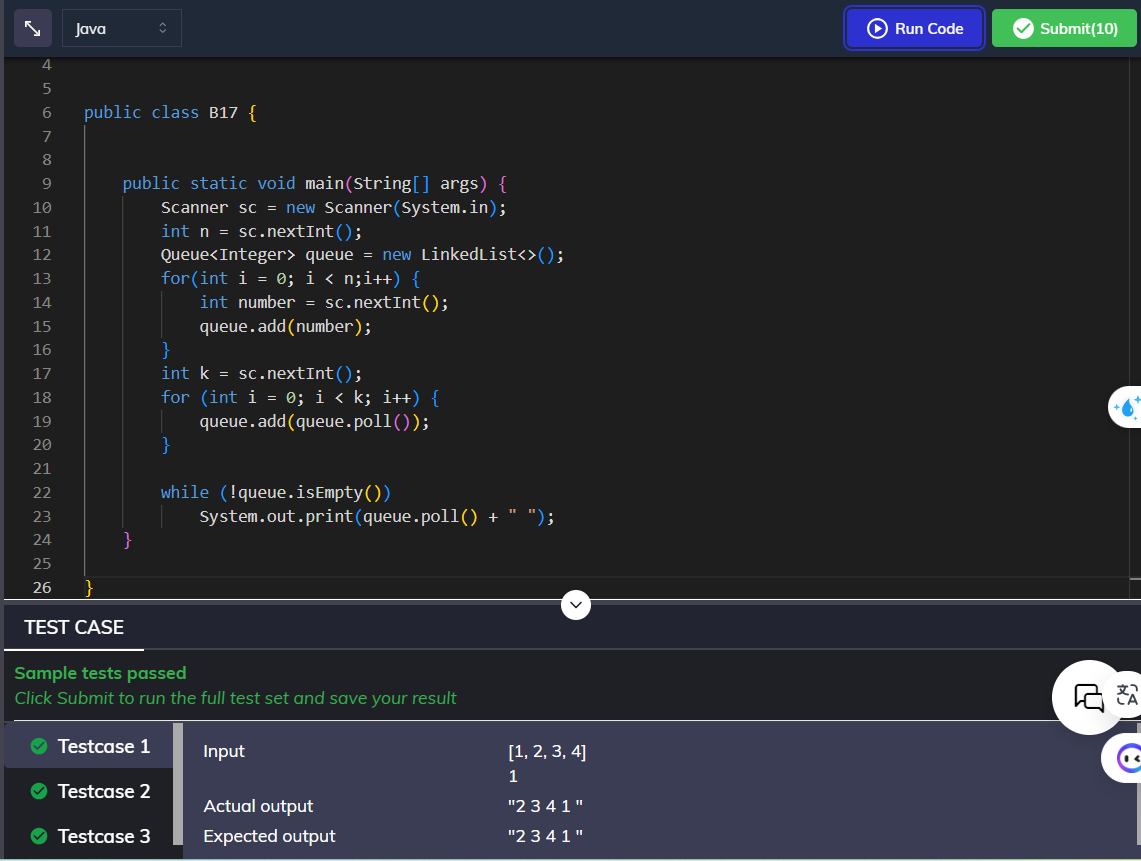 Java
Run Code
Submit(10)
4
5
6 public class B17 {
7
8
9 public static void main(String[] args) {
10 Scanner sc = new Scanner(System.in);
11 int n = sc.nextInt();
12 Queue<Integer> queue = new LinkedList<>();
13 for(int i = 0; i < n;i++) {
14 int number = sc.nextInt();
15 queue.add(number);
16 }
17 int k = sc.nextInt();
18 for (int i = 0; i < k; i++) {
19 queue.add(queue.poll());
20 }
21
22 while (!queue.isEmpty())
23 System.out.print(queue.poll() + " ");
24 }
25
26 }
TEST CASE
Sample tests passed
Click Submit to run the full test set and save your result
Testcase 1
Testcase 2
Testcase 3
Input [1, 2, 3, 4]
1
Actual output "2 3 4 1 "
Expected output "2 3 4 1 "
文A